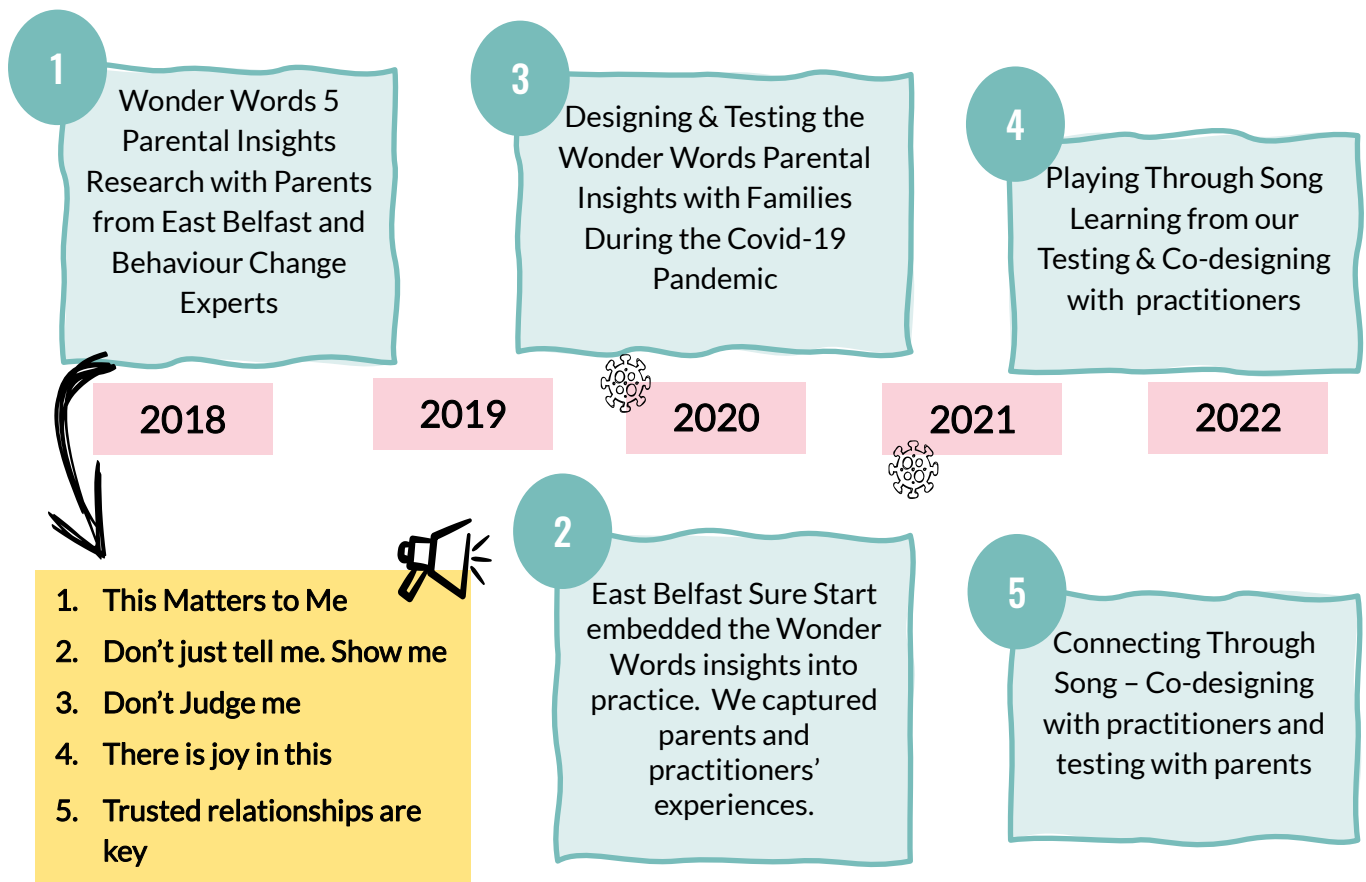 1
Wonder Words 5
Parental Insights
Research with Parents
from East Belfast and
Behaviour Change
Experts
3
Designing & Testing the
Wonder Words Parental
Insights with Families
During the Covid-19
Pandemic
4
Playing Through Song
Learning from our
Testing & Co-designing
with practitioners
2018
2019
2020
2021
2022
1. This Matters to Me
2. Don't just tell me. Show me
3. Don't Judge me
4. There is joy in this
5. Trusted relationships are
key
2
East Belfast Sure Start
embedded the Wonder
Words insights into
practice. We captured
parents and
practitioners'
experiences.
5
Connecting Through
Song – Co-designing
with practitioners and
testing with parents